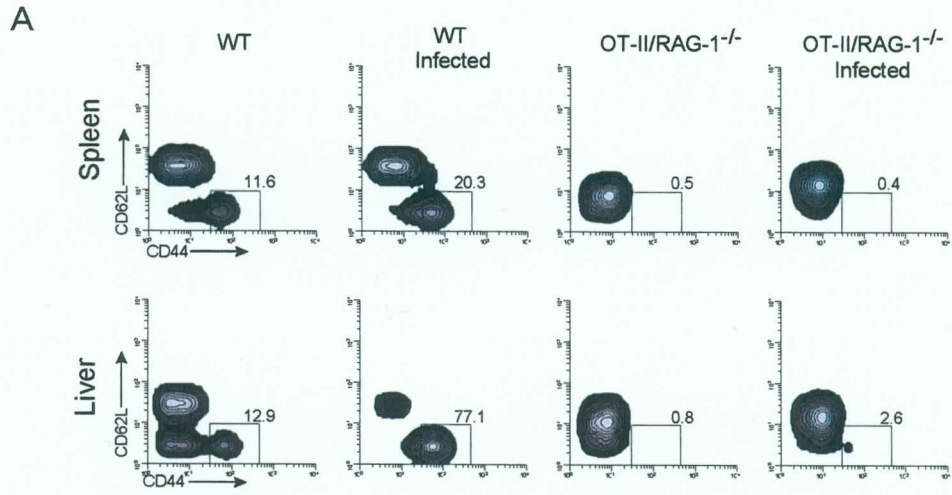 A
WT
WT
Infected
OT-II/RAG-1-/-
OT-II/RAG-1-/-
Infected
Spleen
CD62L
CD44
11.6
20.3
0.5
0.4
Liver
CD62L
CD44
12.9
77.1
0.8
2.6